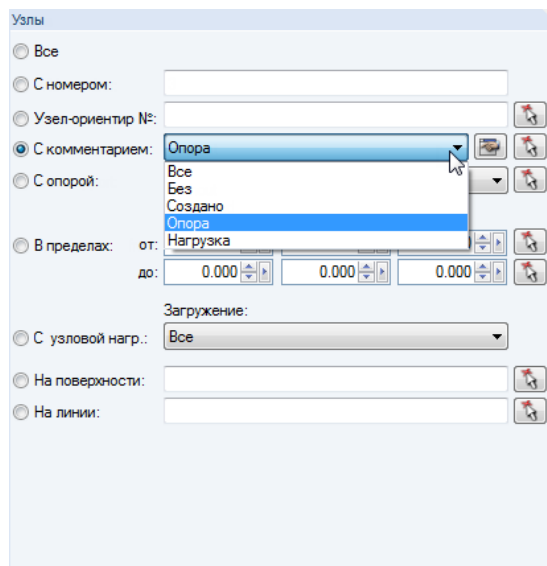 Узлы
Все
С номером:
Узел-ориентир №:
С комментарием: Опора
С опорой:
Все
Без
Создано
Опора
Нагрузка
В пределах: от:
до: 0.000 0.000 0.000
Загружение:
С узловой нагр.: Все
На поверхности:
На линии: